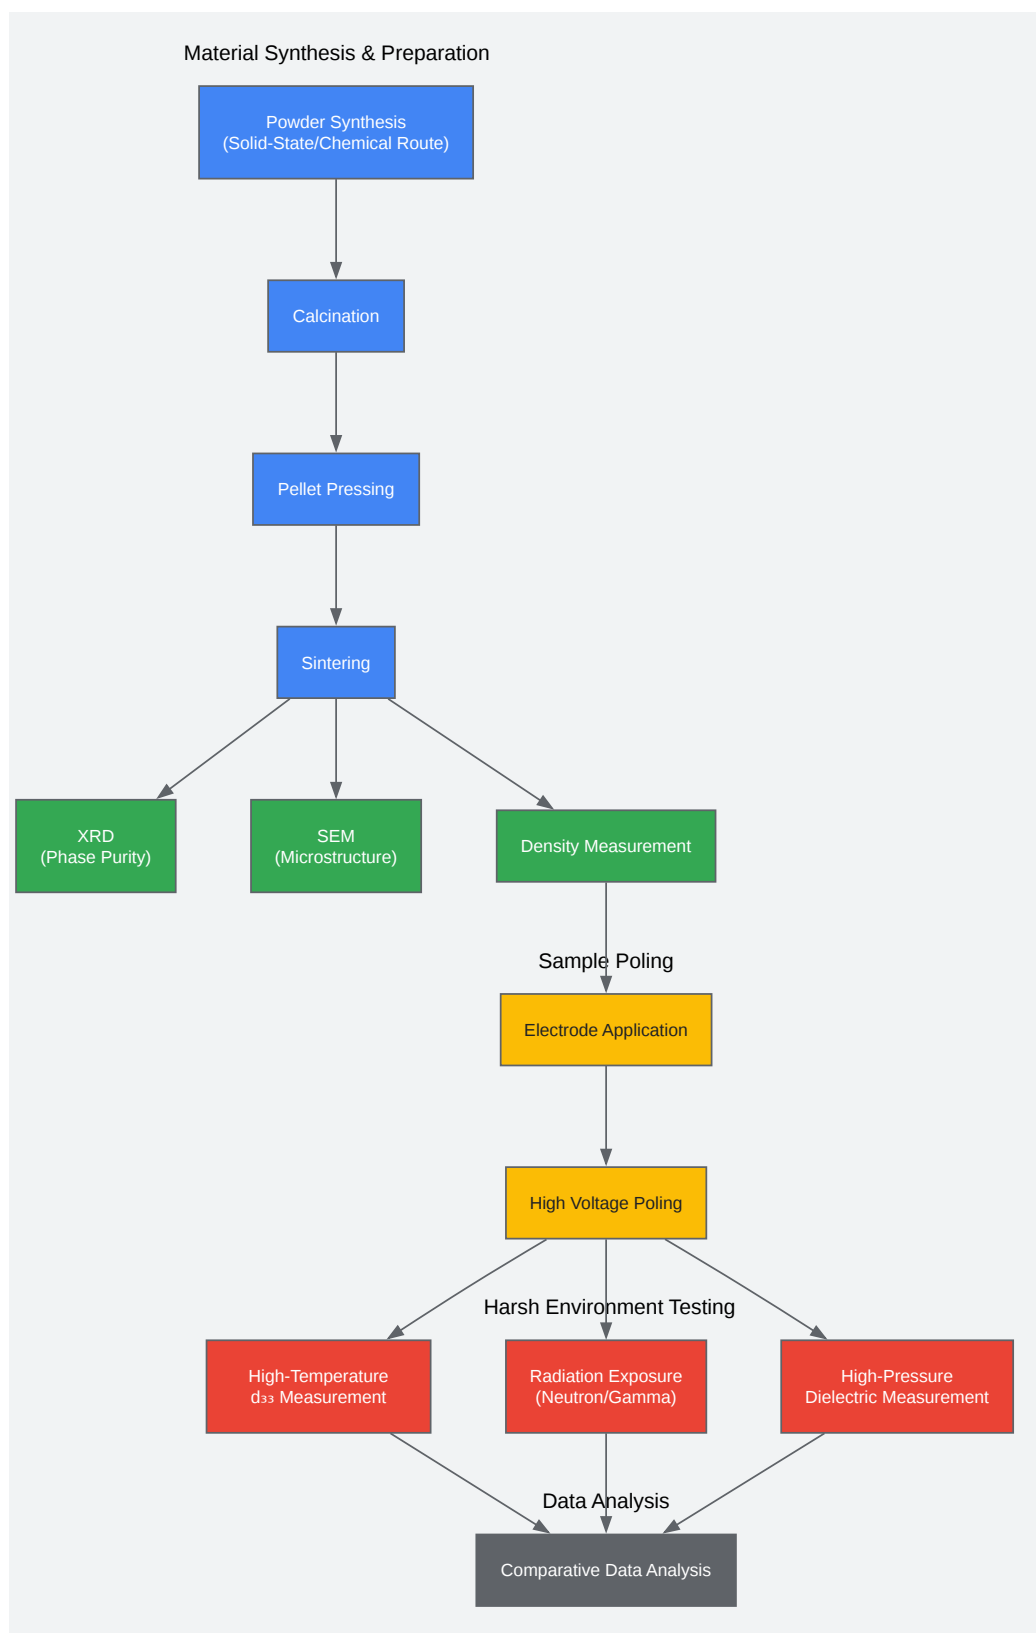 Material Synthesis & Preparation
Powder Synthesis
(Solid-State/Chemical Route)
Calcination
Pellet Pressing
Sintering
XRD
(Phase Purity)
SEM
(Microstructure)
Density Measurement
Sample Poling
Electrode Application
High Voltage Poling
Harsh Environment Testing
High-Temperature
d₃₃ Measurement
Radiation Exposure
(Neutron/Gamma)
High-Pressure
Dielectric Measurement
Data Analysis
Comparative Data Analysis